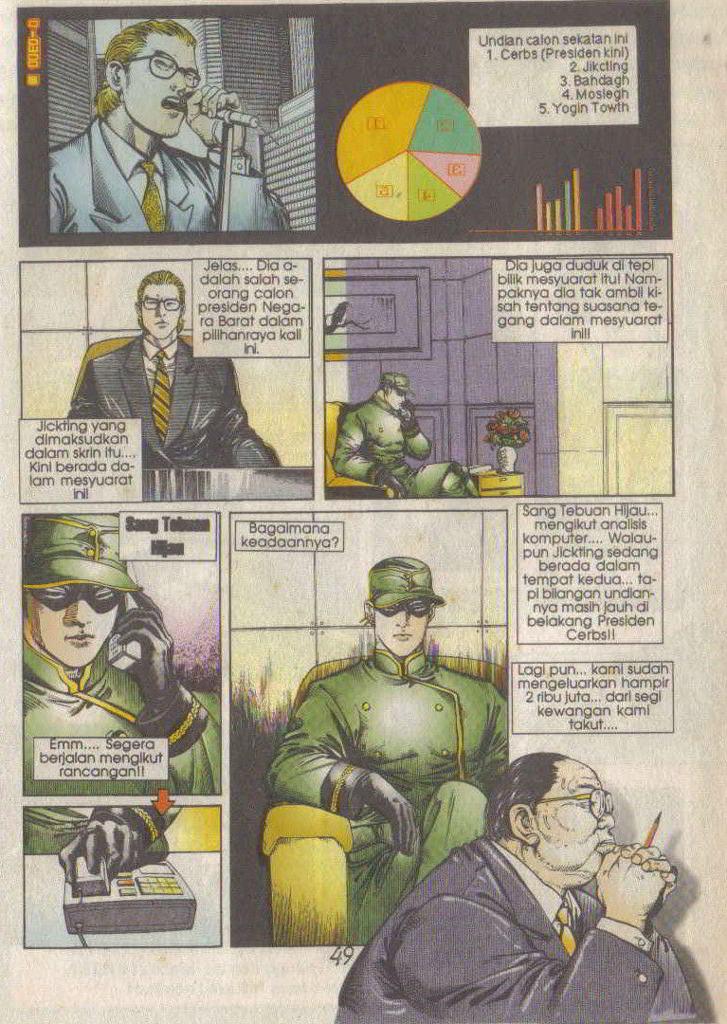 Undian calon sekatan ini
1. Cerbs (Presiden kini)
2. Jikcting
3. Bahdagh
4. Moslegh
5. Yogin Towth
Jelas.... Dia a-
dalah salah se-
orang calon
presiden Nega-
ra Barat dalam
pilihanraya kali
ini.
Jickting yang
dimaksudkan
dalam skrin itu....
Kini berada da-
lam mesyuarat
ini!
Dia juga duduk di tepi
bilik mesyuarat itu! Nam-
paknya dia tak ambil ki-
sah tentang suasana te-
gang dalam mesyuarat
ini!!
Sang Tebuan
Hijau
Emm.... Segera
berjalan mengikut
rancangan!!
Bagaimana
keadaannya?
Sang Tebuan Hijau...
mengikut analisis
komputer.... Walau-
pun Jickting sedang
berada dalam
tempat kedua... ta-
pi bilangan undian-
nya masih jauh di
belakang Presiden
Cerbs!!
Lagi pun... kami sudah
mengeluarkan hampir
2 ribu juta... dari segi
kewangan kami
takut....
49